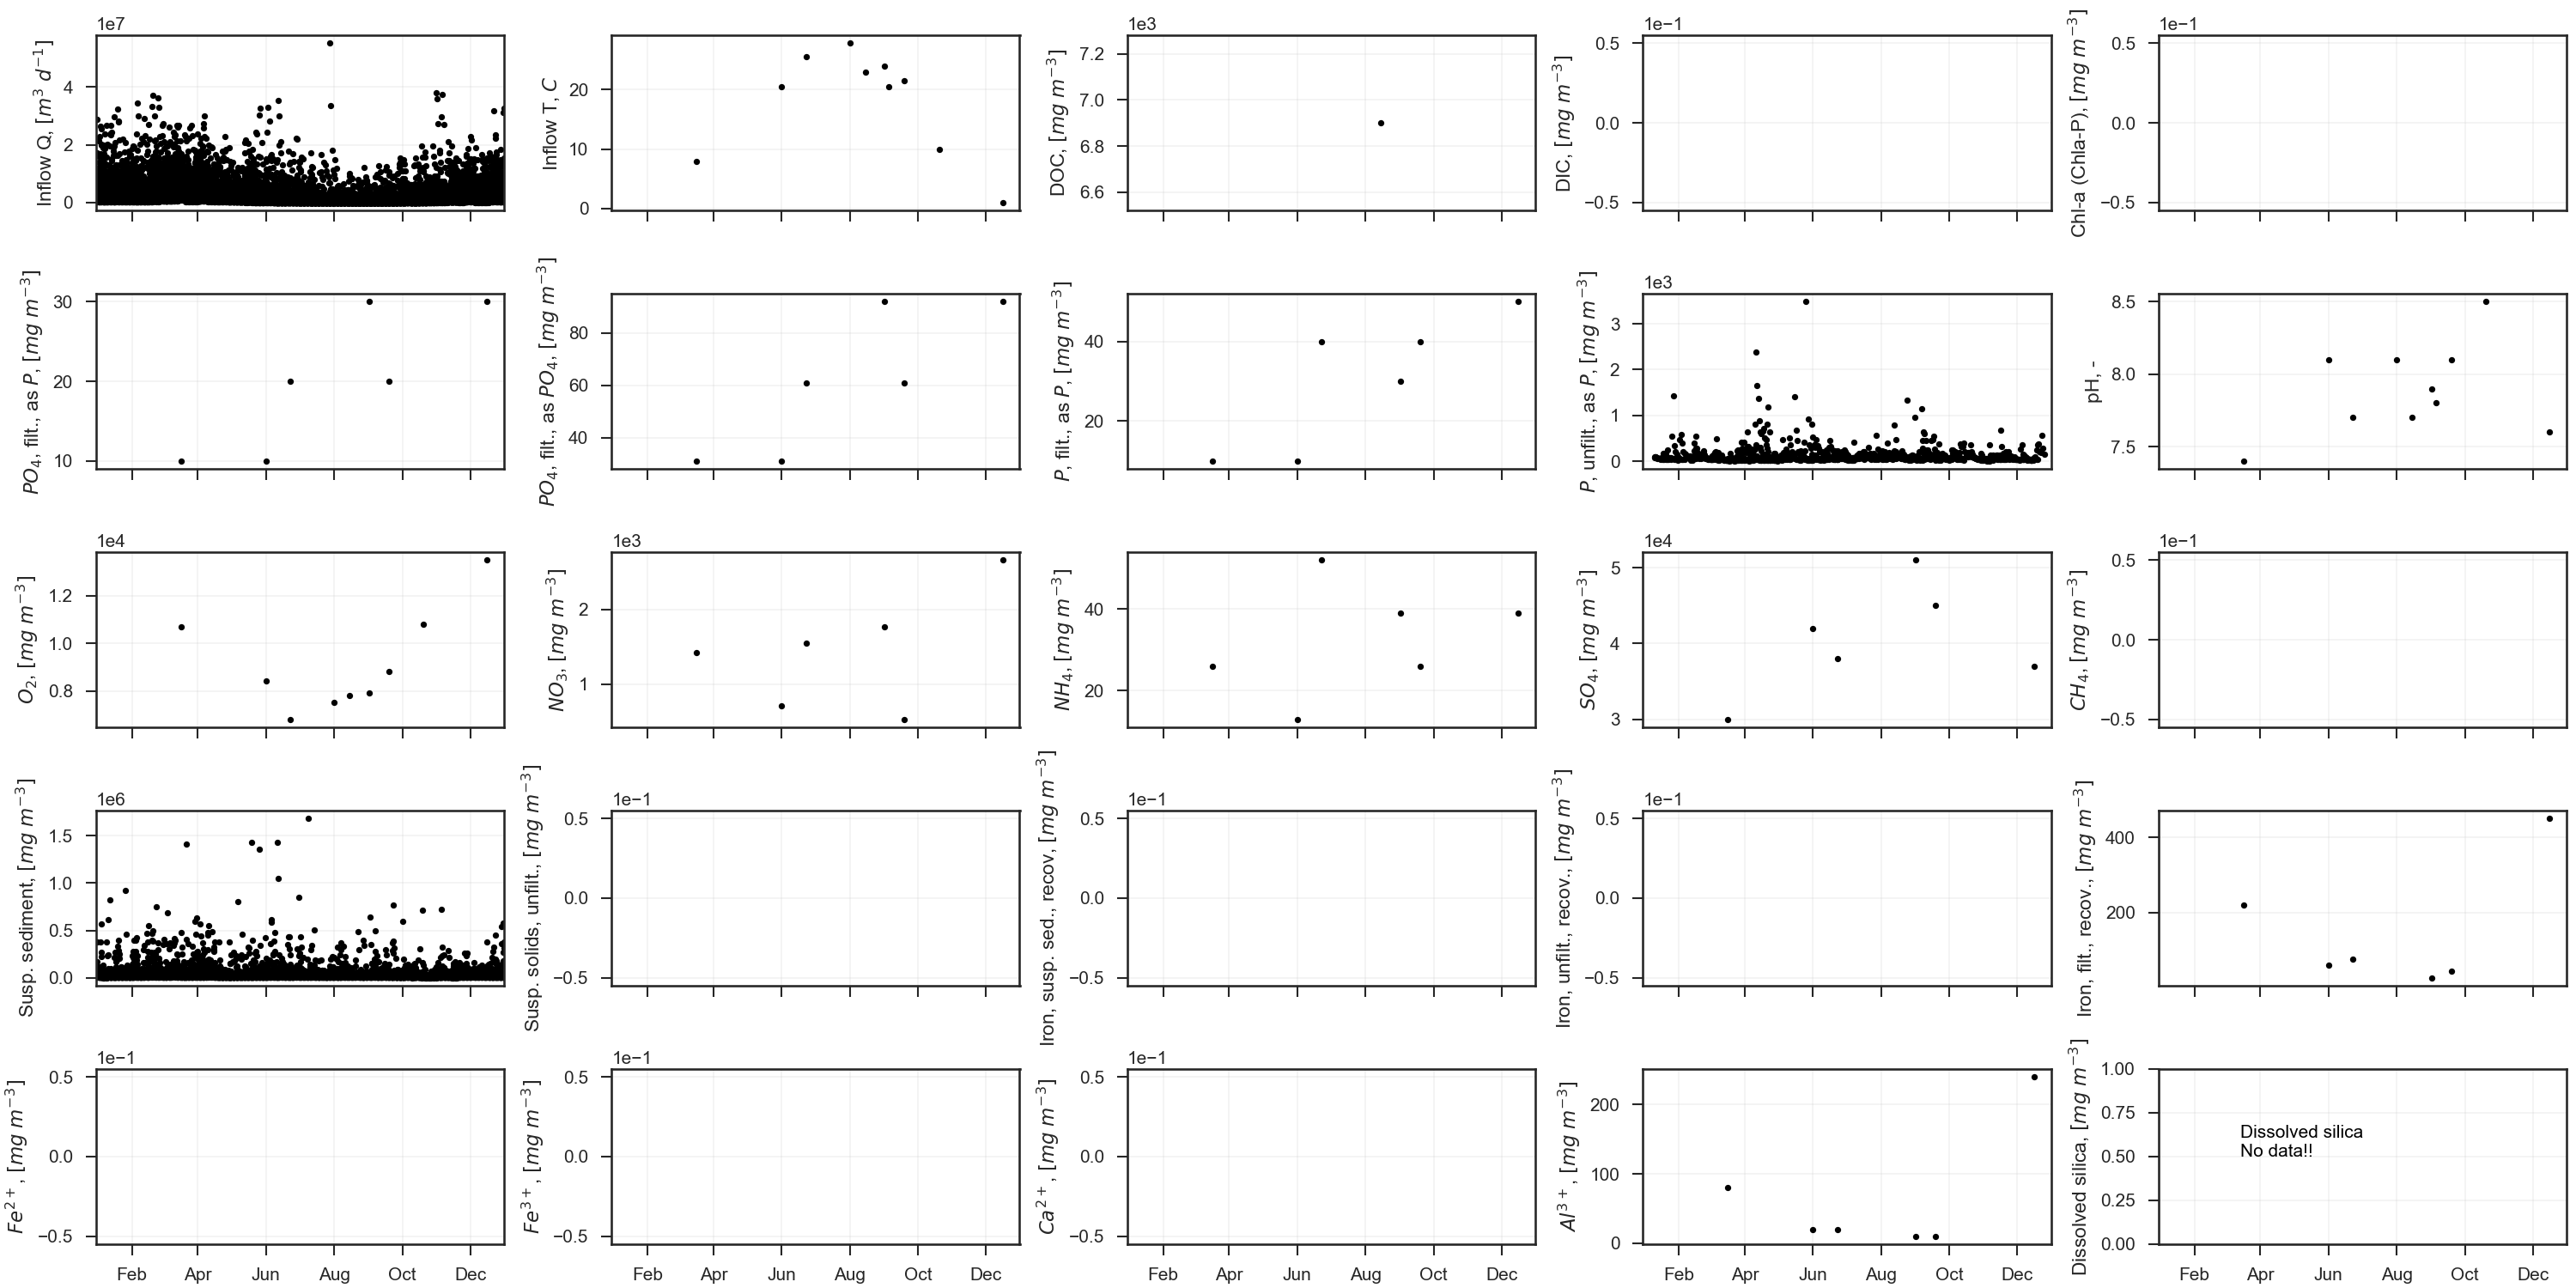 1e7
Inflow Q, [m³ d⁻¹]
4
2
0
Inflow T, C
20
10
0
1e3
DOC, [mg m⁻³]
7.2
7.0
6.8
6.6
1e−1
DIC, [mg m⁻³]
0.5
0.0
−0.5
1e−1
Chl-a (Chla-P), [mg m⁻³]
0.5
0.0
−0.5
PO₄, filt., as P, [mg m⁻³]
30
20
10
PO₄, filt., as PO₄, [mg m⁻³]
80
60
40
P, filt., as P, [mg m⁻³]
40
20
1e3
P, unfilt., as P, [mg m⁻³]
3
2
1
0
pH, -
8.5
8.0
7.5
1e4
O₂, [mg m⁻³]
1.2
1.0
0.8
1e3
NO₃, [mg m⁻³]
2
1
NH₄, [mg m⁻³]
40
20
1e4
SO₄, [mg m⁻³]
5
4
3
1e−1
CH₄, [mg m⁻³]
0.5
0.0
−0.5
1e6
Susp. sediment, [mg m⁻³]
1.5
1.0
0.5
0.0
1e−1
Susp. solids, unfilt., [mg m⁻³]
0.5
0.0
−0.5
1e−1
Iron, susp. sed., recov, [mg m⁻³]
0.5
0.0
−0.5
1e−1
Iron, unfilt., recov., [mg m⁻³]
0.5
0.0
−0.5
Iron, filt., recov., [mg m⁻³]
400
200
1e−1
Fe²⁺, [mg m⁻³]
0.5
0.0
−0.5
Feb Apr Jun Aug Oct Dec
1e−1
Fe³⁺, [mg m⁻³]
0.5
0.0
−0.5
Feb Apr Jun Aug Oct Dec
1e−1
Ca²⁺, [mg m⁻³]
0.5
0.0
−0.5
Feb Apr Jun Aug Oct Dec
Al³⁺, [mg m⁻³]
200
100
0
Feb Apr Jun Aug Oct Dec
Dissolved silica, [mg m⁻³]
1.00
0.75
0.50
0.25
0.00
Dissolved silica
No data!!
Feb Apr Jun Aug Oct Dec